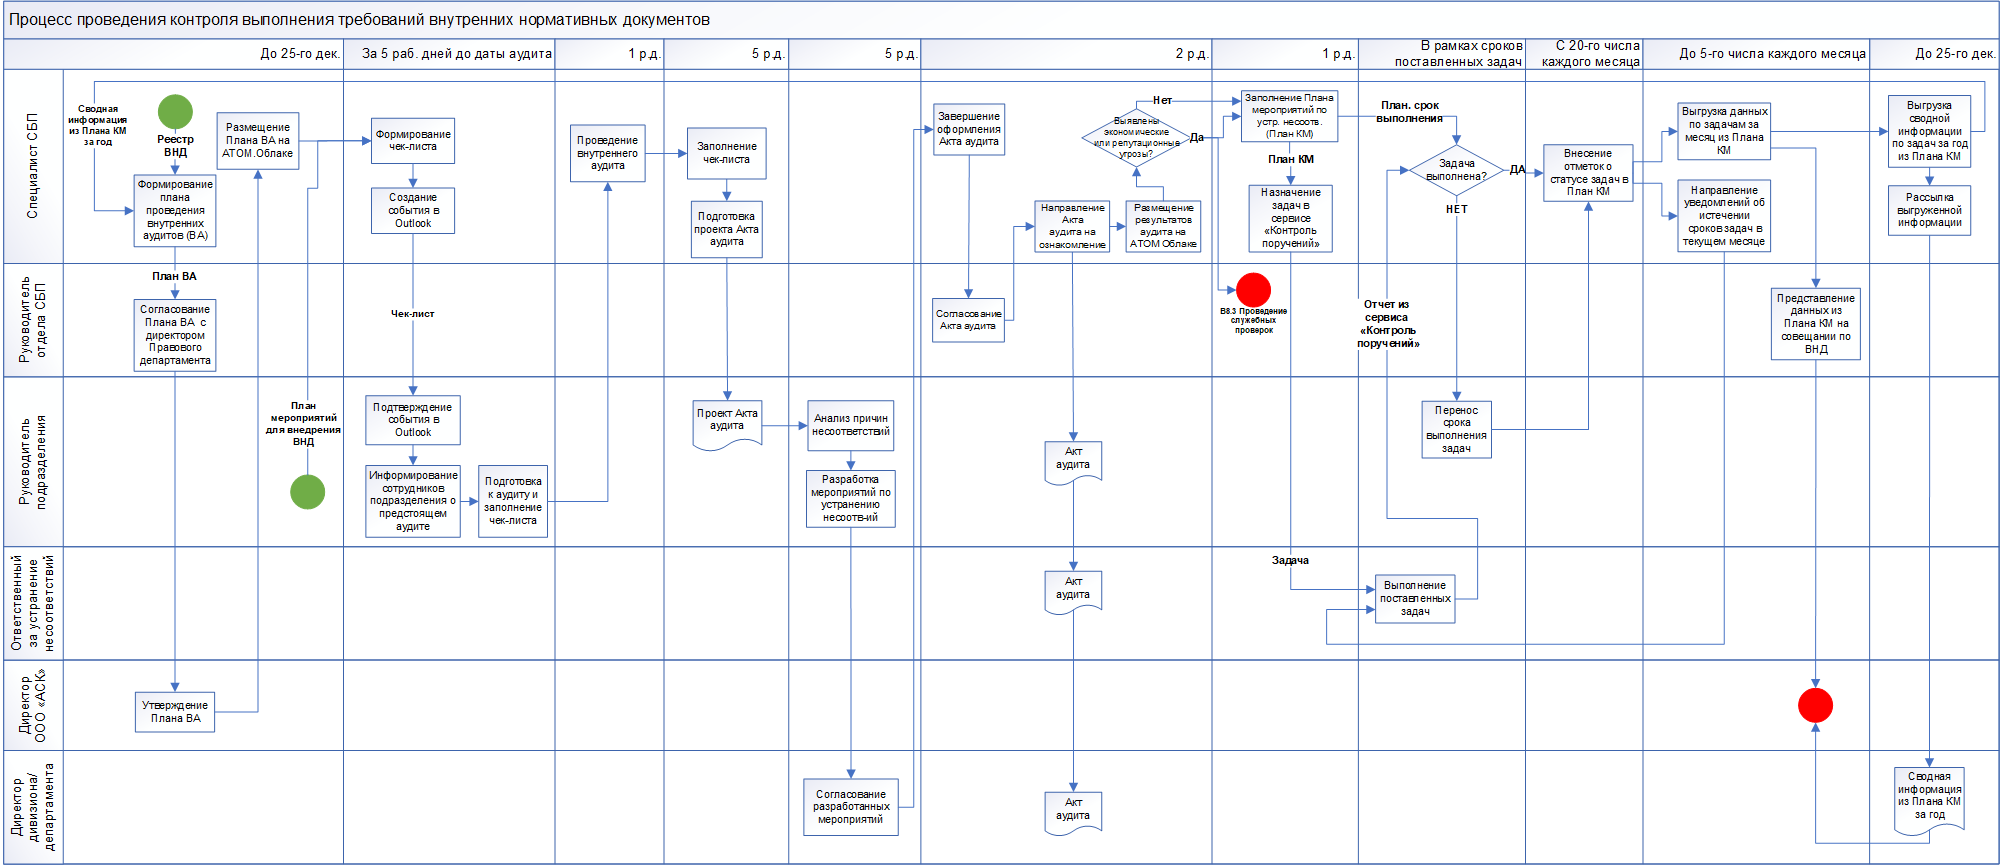 Процесс проведения контроля выполнения требований внутренних нормативных документов
До 25-го дек.
За 5 раб. дней до даты аудита
1 р.д.
5 р.д.
5 р.д.
2 р.д.
1 р.д.
В рамках сроков
поставленных задач
С 20-го числа
каждого месяца
До 5-го числа каждого месяца
До 25-го дек.
Специалист СБП
Сводная
информация
из Плана КМ
за год
Реестр
ВНД
Формирование
плана
проведения
внутренних
аудитов (ВА)
Размещение
Плана ВА на
АТОМ.Облаке
Формирование
чек-листа
Создание
события в
Outlook
Проведение
внутреннего
аудита
Заполнение
чек-листа
Подготовка
проекта Акта
аудита
Завершение
оформления
Акта аудита
Направление
Акта
аудита на
ознакомление
Размещение
результатов
аудита на
АТОМ.Облаке
Выявлены
экономические
или репутационные
угрозы?
Нет
Да
Заполнение Плана
мероприятий по
устр. несоотв.
(План КМ)
План КМ
Назначение
задач в
сервисе
«Контроль
поручений»
План. срок
выполнения
Задача
выполнена?
ДА
НЕТ
Внесение
отметок о
статусе задач в
План КМ
Выгрузка данных
по задачам за
месяц из Плана
КМ
Направление
уведомлений об
истечении
сроков задач в
текущем месяце
Выгрузка
сводной
информации
по задач за год
из Плана КМ
Рассылка
выгруженной
информации
Руководитель
отдела СБП
План ВА
Согласование
Плана ВА с
директором
Правового
департамента
Чек-лист
Согласование
Акта аудита
В8.3 Проведение
служебных
проверок
Отчет из
сервиса
«Контроль
поручений»
Представление
данных из
Плана КМ на
совещании по
ВНД
Руководитель
подразделения
План
мероприятий
для внедрения
ВНД
Подтверждение
события в
Outlook
Информирование
сотрудников
подразделения о
предстоящем
аудите
Подготовка
к аудиту и
заполнение
чек-листа
Проект Акта
аудита
Анализ причин
несоответствий
Разработка
мероприятий по
устранению
несоотв-ий
Акт
аудита
Перенос
срока
выполнения
задач
Ответственный
за устранение
несоответствий
Акт
аудита
Задача
Выполнение
поставленных
задач
Директор
ООО «АСК»
Утверждение
Плана ВА
Директор
дивизиона/
департамента
Согласование
разработанных
мероприятий
Акт
аудита
Сводная
информация
из Плана КМ
за год